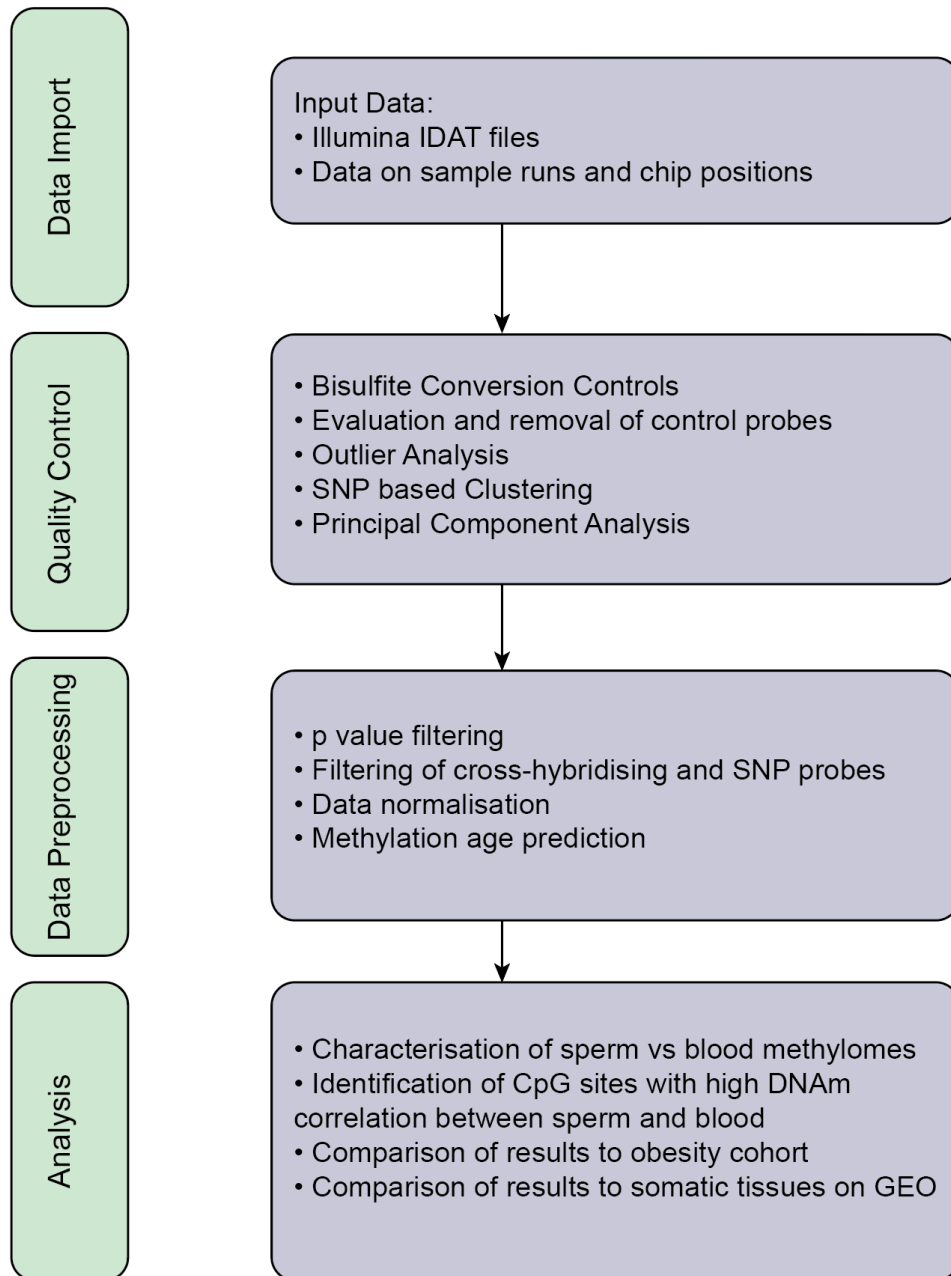 Data Import
Input Data:
• Illumina IDAT files
• Data on sample runs and chip positions
Quality Control
• Bisulfite Conversion Controls
• Evaluation and removal of control probes
• Outlier Analysis
• SNP based Clustering
• Principal Component Analysis
Data Preprocessing
• p value filtering
• Filtering of cross-hybridising and SNP probes
• Data normalisation
• Methylation age prediction
Analysis
• Characterisation of sperm vs blood methylomes
• Identification of CpG sites with high DNAm
correlation between sperm and blood
• Comparison of results to obesity cohort
• Comparison of results to somatic tissues on GEO